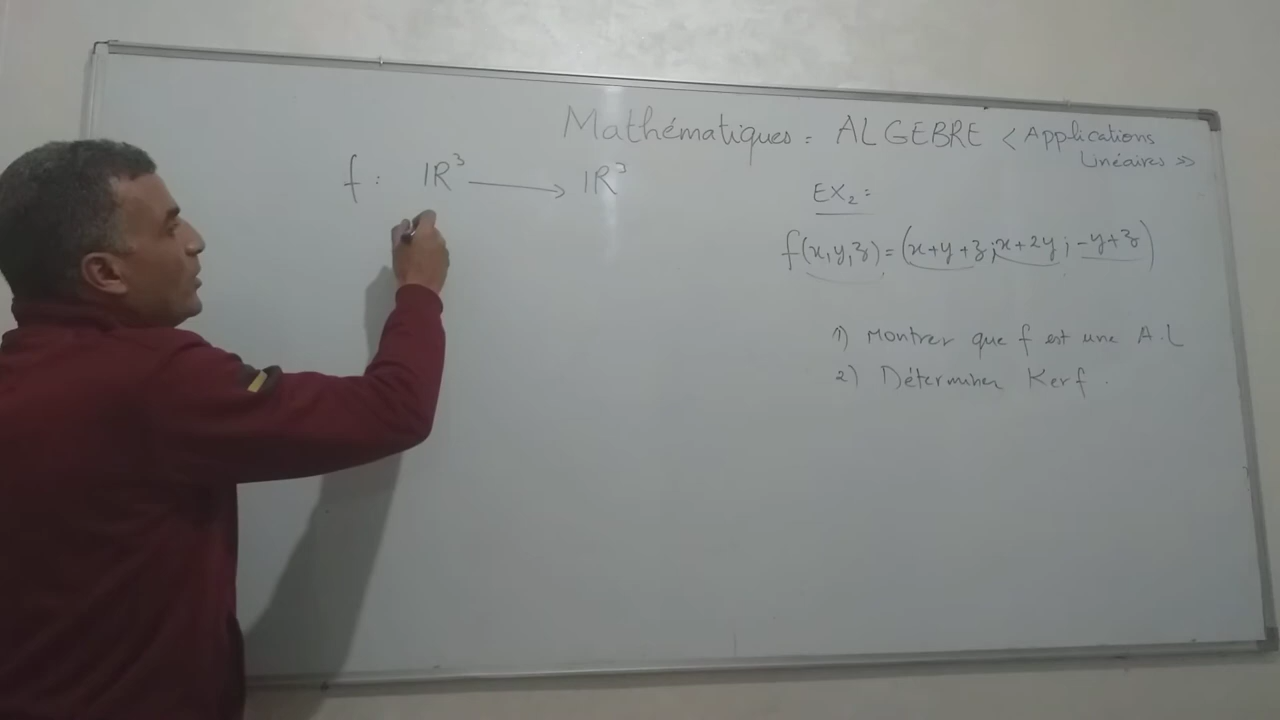 Mathématiques = ALGEBRE < Applications
Linéaires >>
f : IR³ → IR³
EX₂ =
f(x,y,z) = (x+y+z ; x+2y ; -y+z)
1) Montrer que f est une A.L
2) Déterminer Kerf .